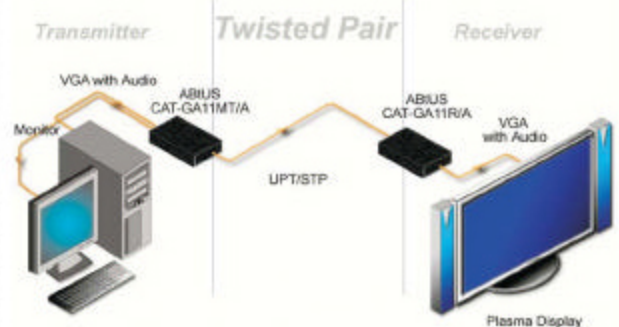 Transmitter
Twisted Pair
Receiver
VGA with Audio
ABtUS
CAT-GA11MT/A
ABtUS
CAT-GA11R/A
VGA
with Audio
Monitor
UPT/STP
Plasma Display